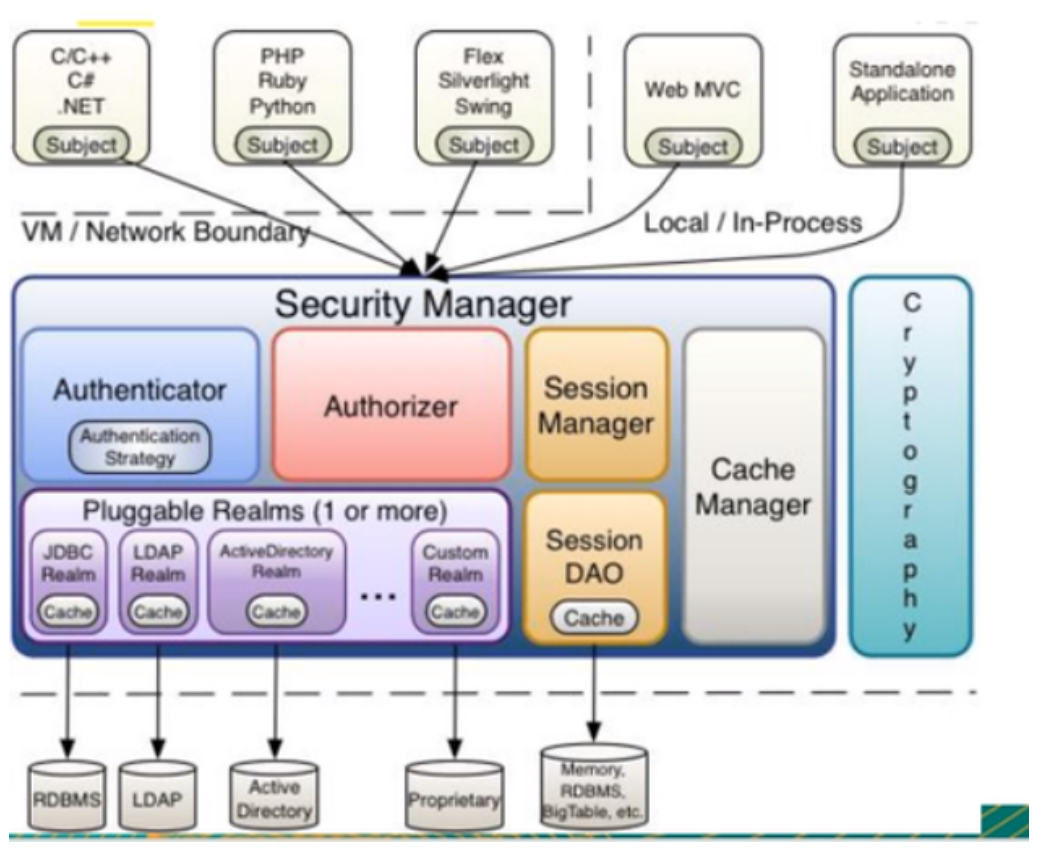 C/C++
C#
.NET
Subject
PHP
Ruby
Python
Subject
Flex
Silverlight
Swing
Subject
Web MVC
Subject
Standalone
Application
Subject
VM / Network Boundary
Local / In-Process
Security Manager
Authenticator
Authentication
Strategy
Authorizer
Session
Manager
Cache
Manager
Pluggable Realms (1 or more)
JDBC
Realm
Cache
LDAP
Realm
Cache
ActiveDirectory
Realm
Cache
...
Custom
Realm
Cache
Session
DAO
Cache
Cryptography
RDBMS
LDAP
Active
Directory
Proprietary
Memory,
RDBMS,
BigTable, etc.